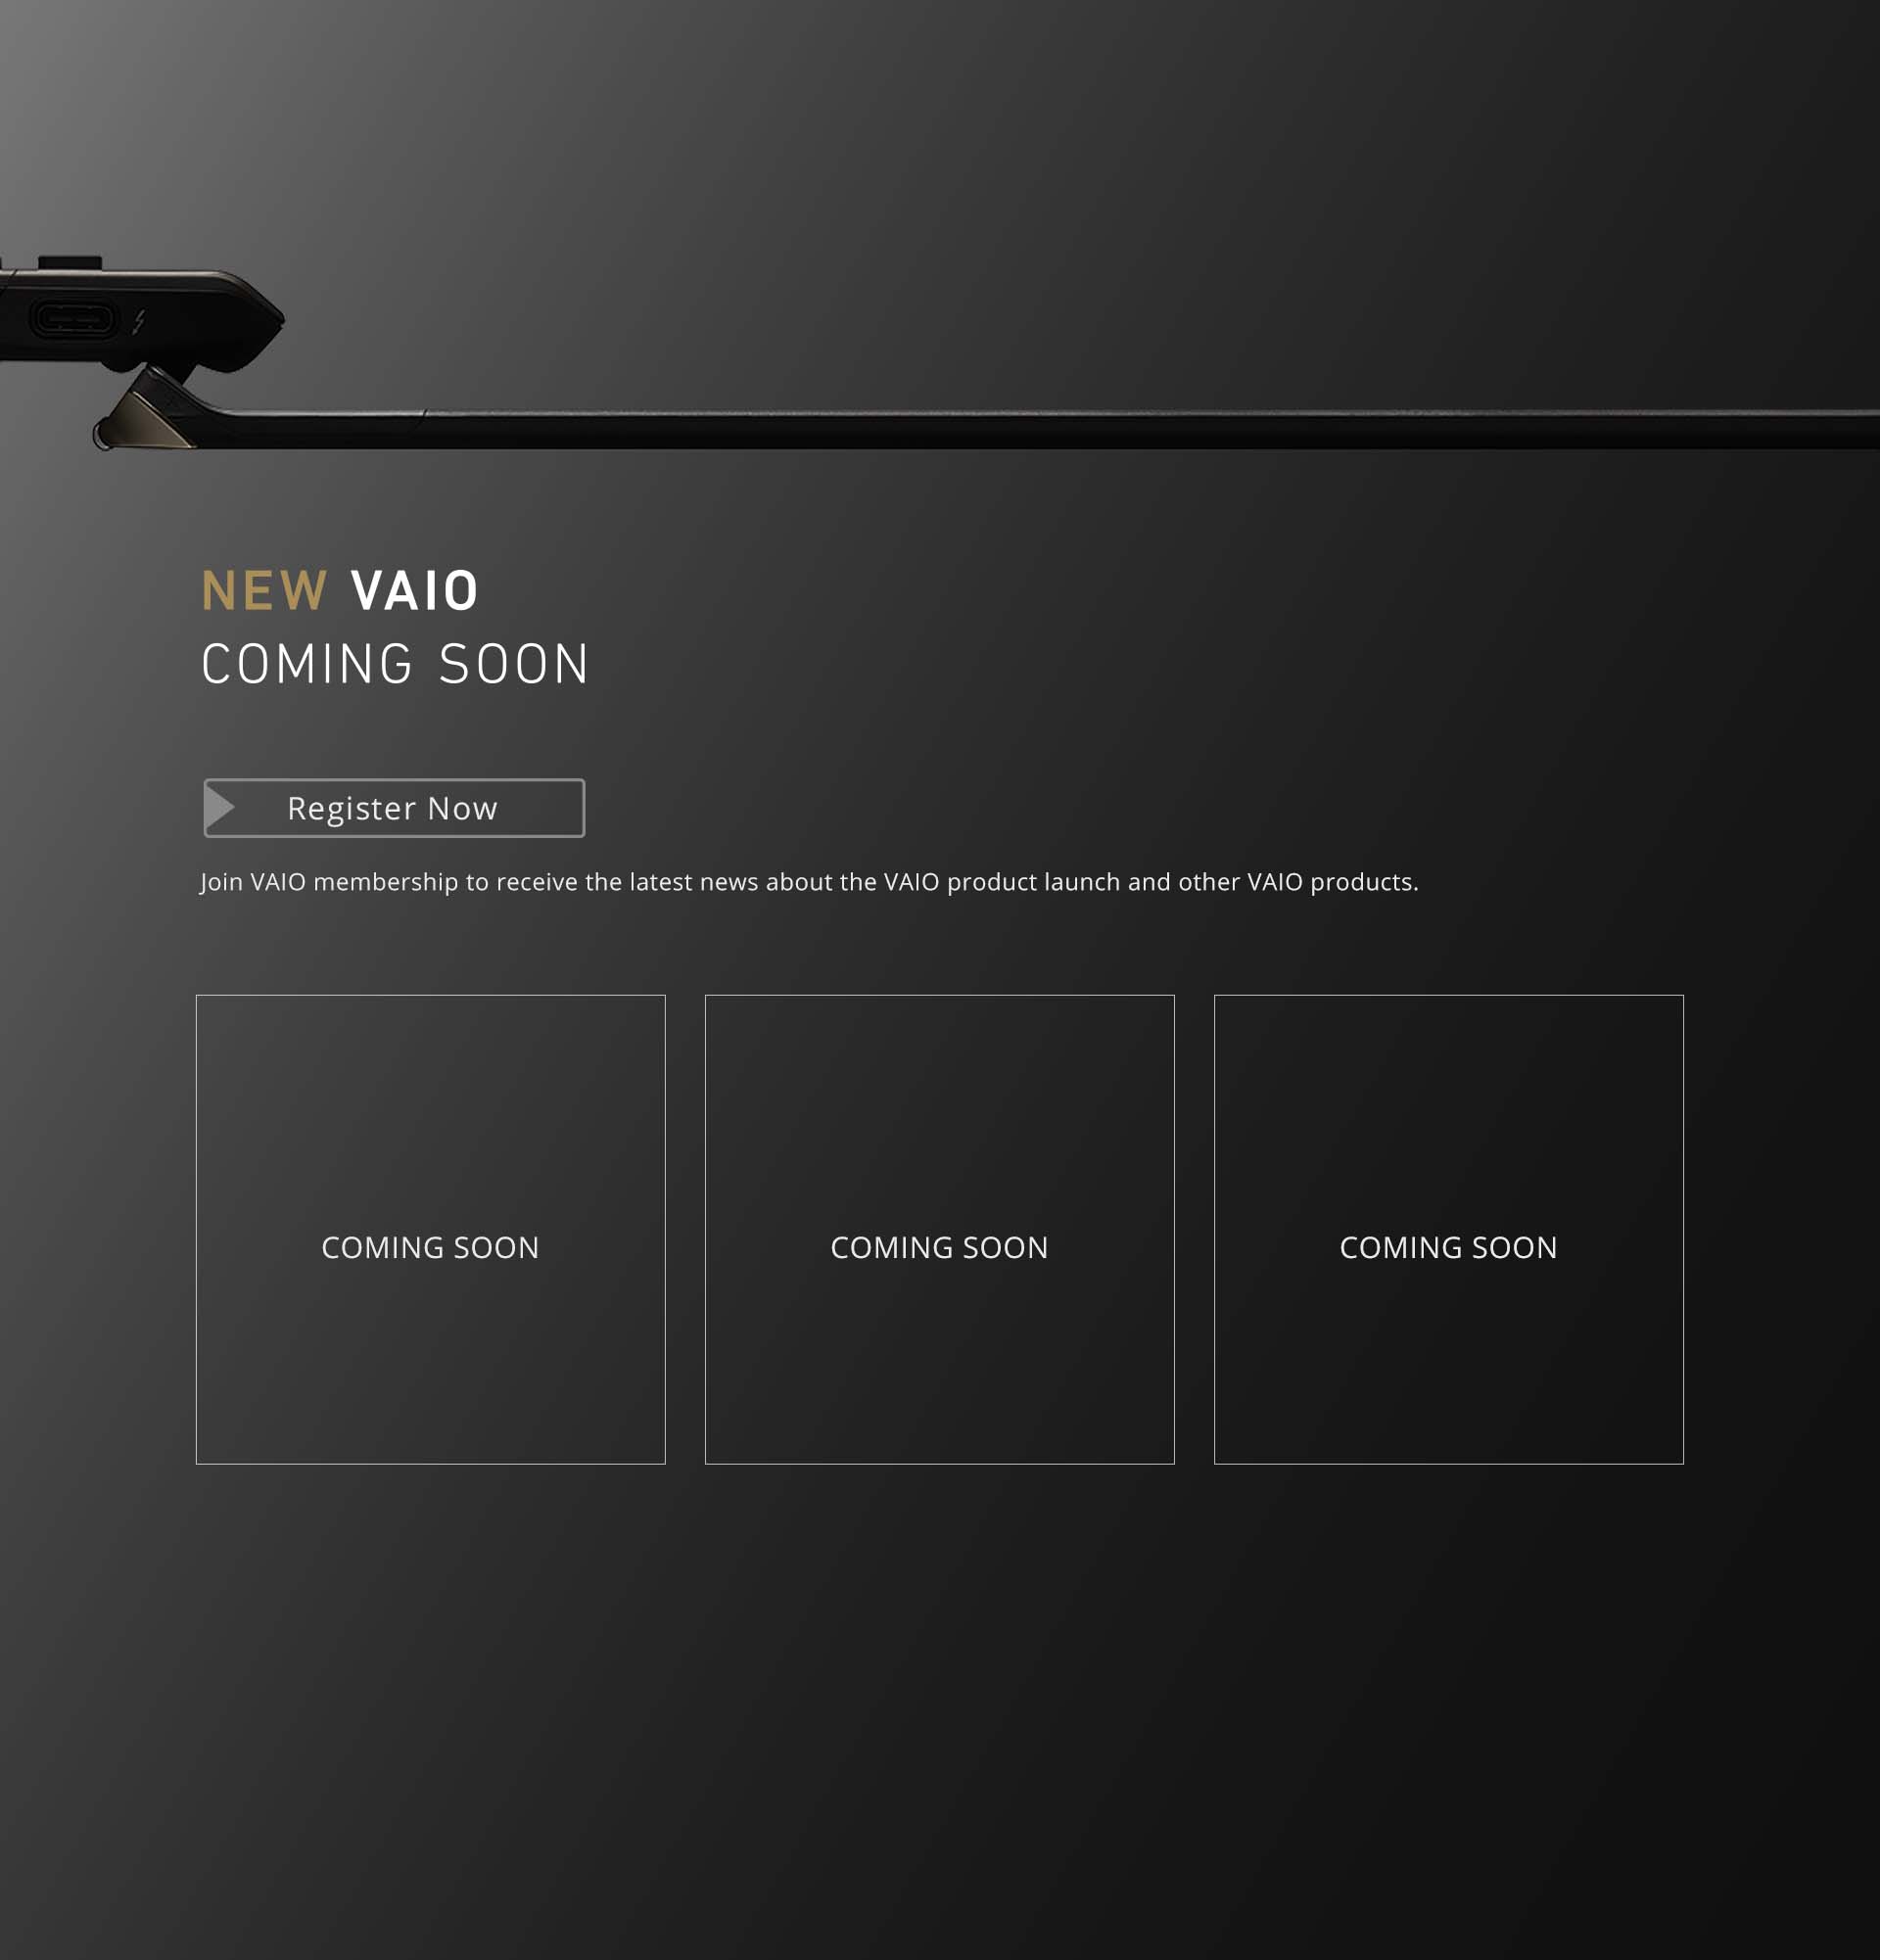 NEW VAIO
COMING SOON
Register Now
Join VAIO membership to receive the latest news about the VAIO product launch and other VAIO products.
COMING SOON
COMING SOON
COMING SOON